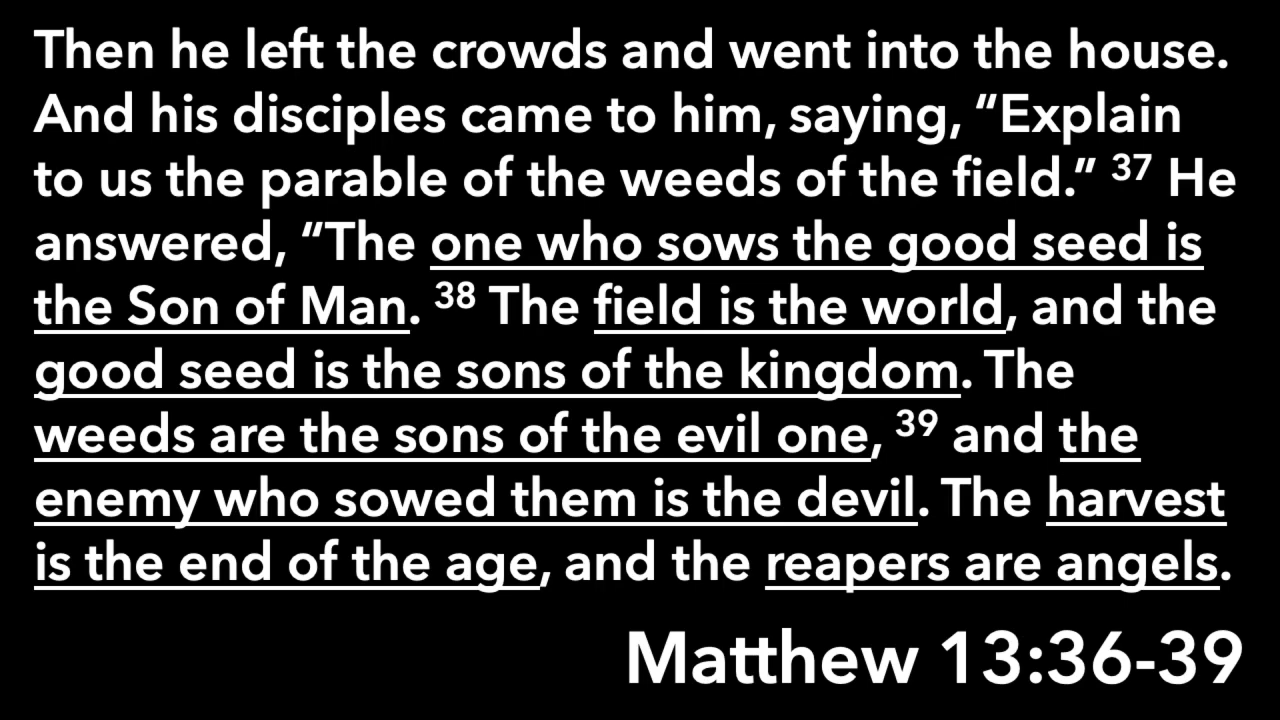 Then he left the crowds and went into the house.
And his disciples came to him, saying, “Explain
to us the parable of the weeds of the field.” 37 He
answered, “The one who sows the good seed is
the Son of Man. 38 The field is the world, and the
good seed is the sons of the kingdom. The
weeds are the sons of the evil one, 39 and the
enemy who sowed them is the devil. The harvest
is the end of the age, and the reapers are angels.
Matthew 13:36-39